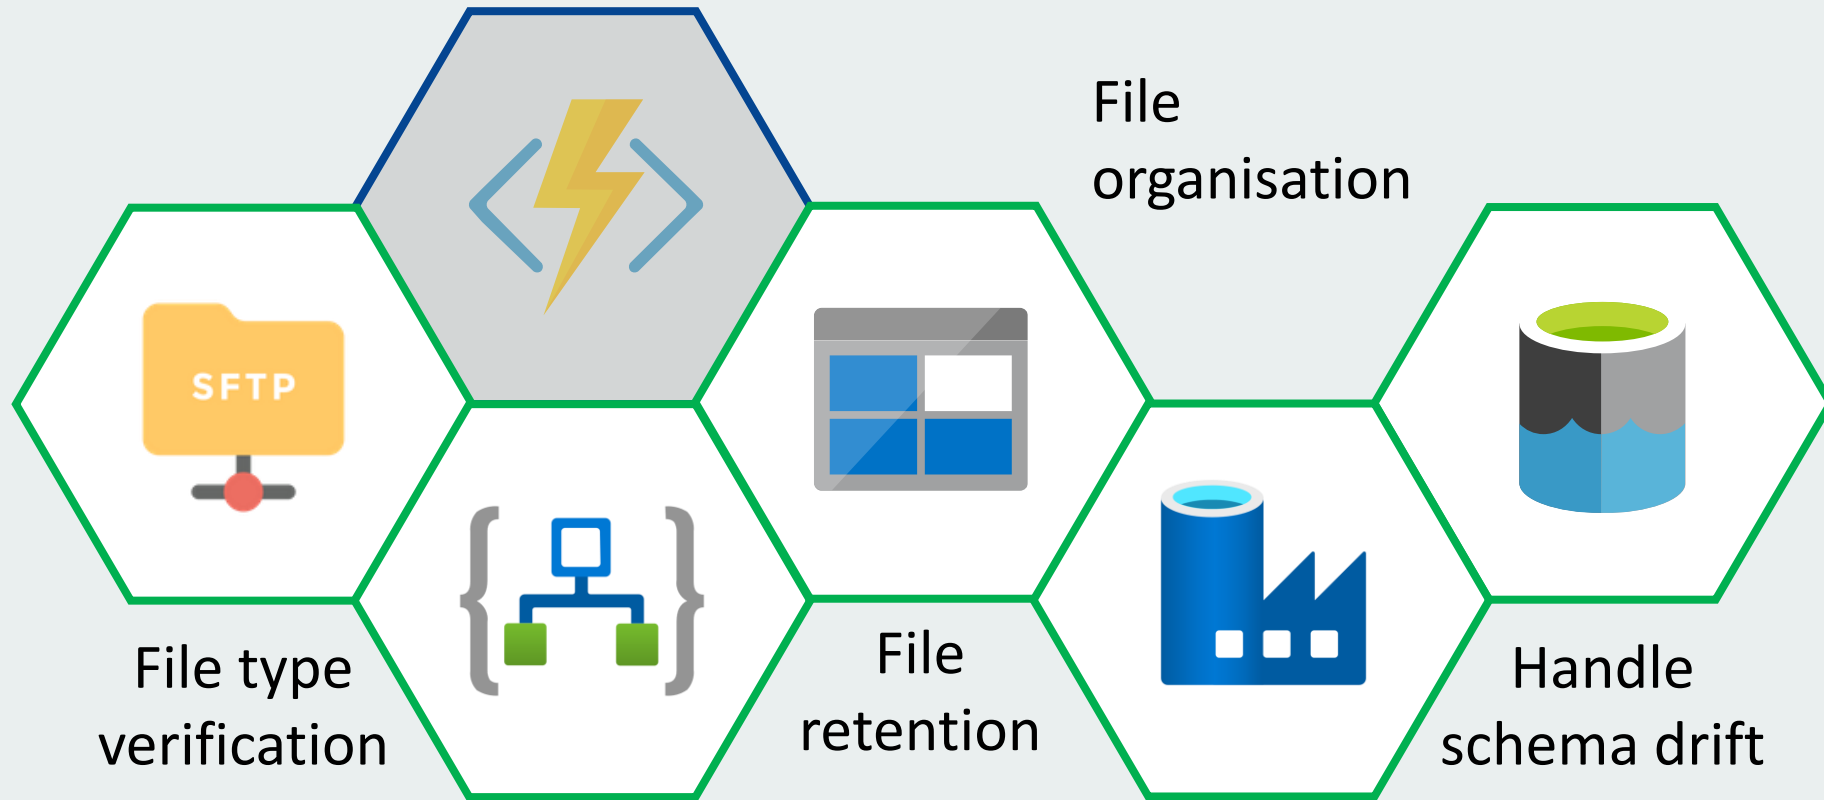 File
organisation
SFTP
File type
verification
File
retention
Handle
schema drift